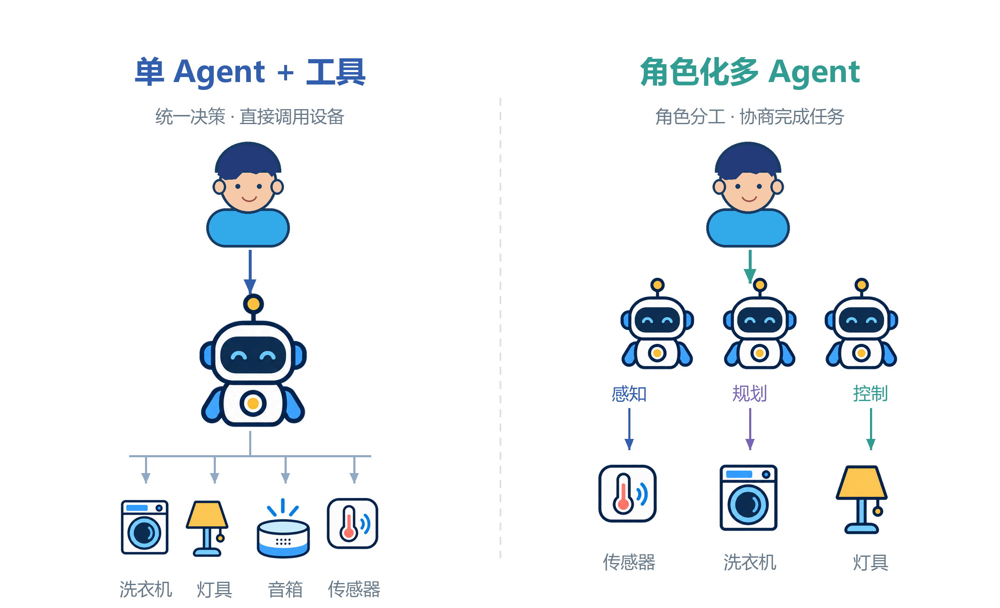 单 Agent + 工具
统一决策 · 直接调用设备
洗衣机
灯具
音箱
传感器
角色化多 Agent
角色分工 · 协商完成任务
感知
规划
控制
传感器
洗衣机
灯具